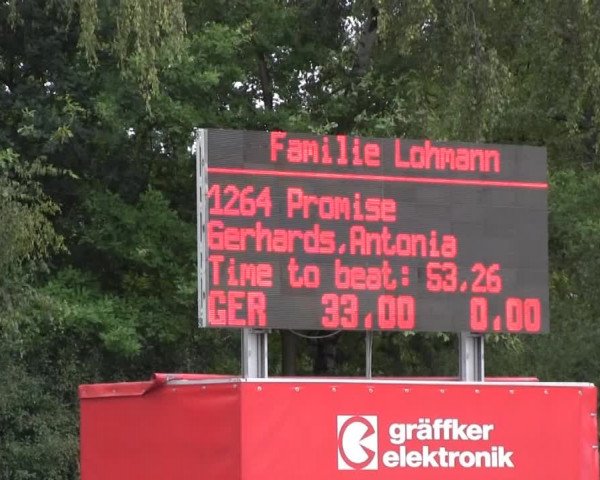 Familie Lohmann
1264 Promise
Gerhards,Antonia
Time to beat: 53,26
GER 33,00 0,00
gräffker
elektronik